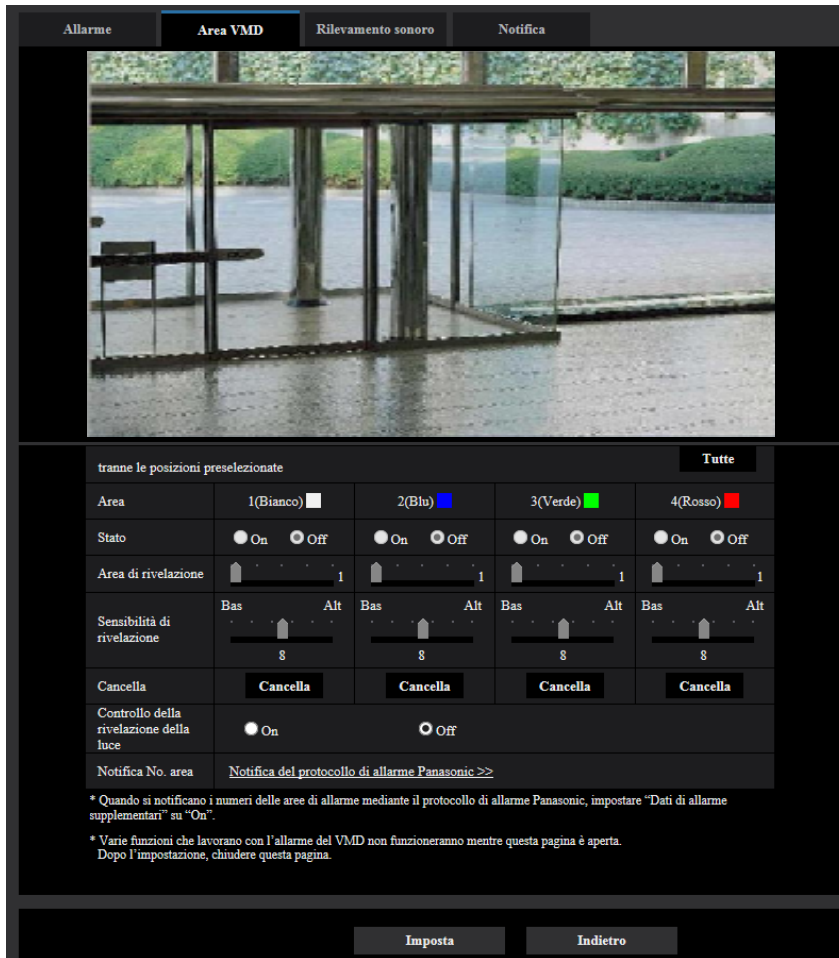 Allarme
Area VMD
Rilevamento sonoro
Notifica
tranne le posizioni preselezionate
Tutte
Area
1(Bianco)
2(Blu)
3(Verde)
4(Rosso)
Stato
On Off
On Off
On Off
On Off
Area di rivelazione
1
1
1
1
Sensibilità di
rivelazione
Bas Alt
8
Bas Alt
8
Bas Alt
8
Bas Alt
8
Cancella
Cancella
Cancella
Cancella
Cancella
Controllo della
rivelazione della
luce
On
Off
Notifica No. area
Notifica del protocollo di allarme Panasonic >>
* Quando si notificano i numeri delle aree di allarme mediante il protocollo di allarme Panasonic, impostare “Dati di allarme
supplementari” su “On”.
* Varie funzioni che lavorano con l’allarme del VMD non funzioneranno mentre questa pagina è aperta.
Dopo l’impostazione, chiudere questa pagina.
Imposta
Indietro